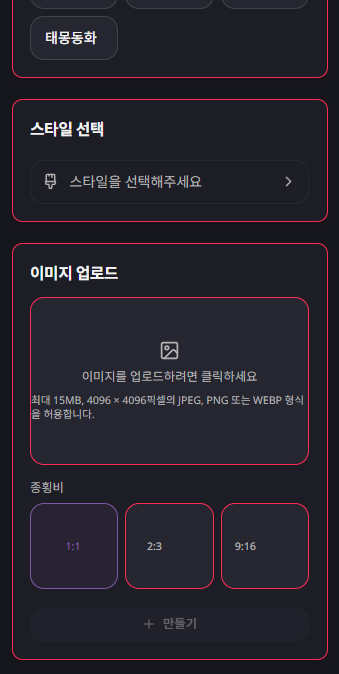 태몽동화
스타일 선택
스타일을 선택해주세요
이미지 업로드
이미지를 업로드하려면 클릭하세요
최대 15MB, 4096 × 4096픽셀의 JPEG, PNG 또는 WEBP 형식
을 허용합니다.
종횡비
1:1 2:3 9:16
만들기